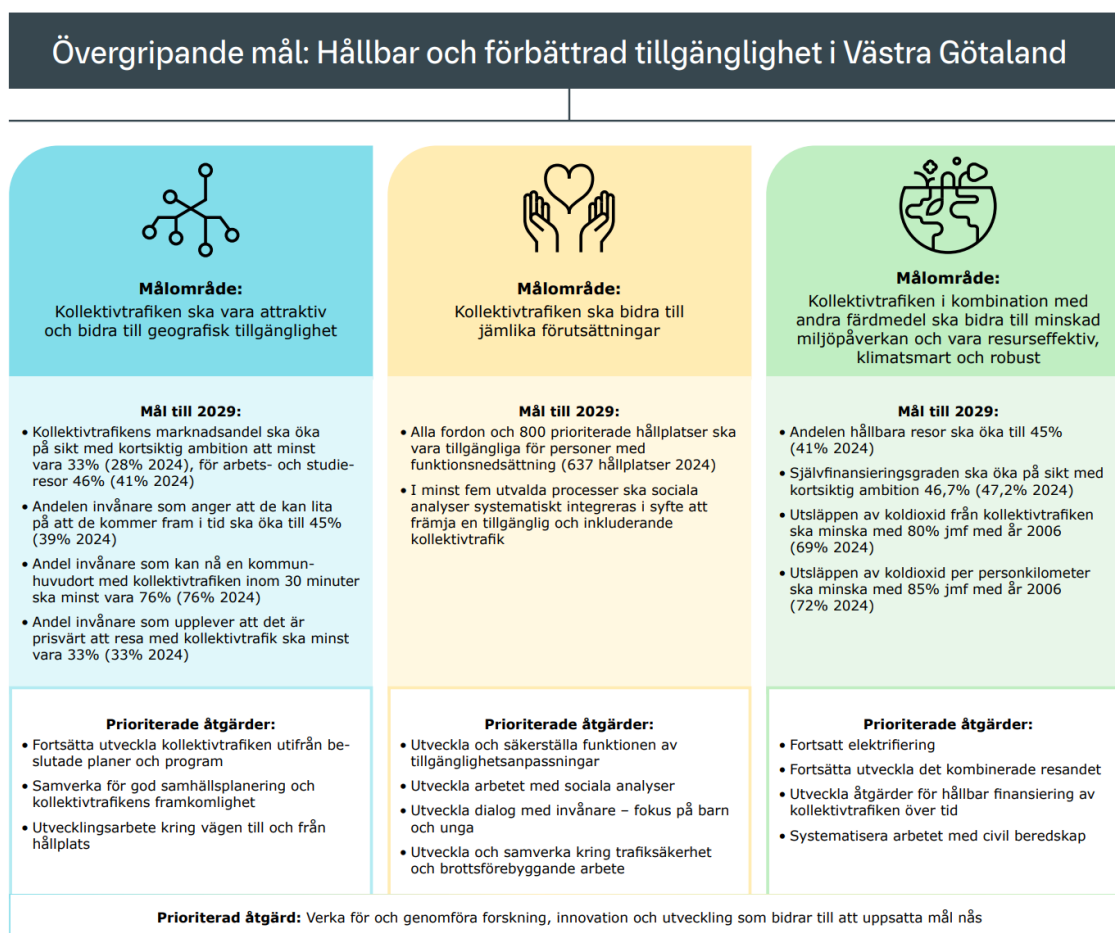 Övergripande mål: Hållbar och förbättrad tillgänglighet i Västra Götaland
Målområde:
Kollektivtrafiken ska vara attraktiv
och bidra till geografisk tillgänglighet
Mål till 2029:
• Kollektivtrafikens marknadsandel ska öka
på sikt med kortsiktig ambition att minst
vara 33% (28% 2024), för arbets- och studie-
resor 46% (41% 2024)
• Andelen invånare som anger att de kan lita
på att de kommer fram i tid ska öka till 45%
(39% 2024)
• Andel invånare som kan nå en kommun-
huvudort med kollektivtrafiken inom 30 minuter
ska minst vara 76% (76% 2024)
• Andel invånare som upplever att det är
prisvärt att resa med kollektivtrafik ska minst
vara 33% (33% 2024)
Prioriterade åtgärder:
• Fortsätta utveckla kollektivtrafiken utifrån be-
slutade planer och program
• Samverka för god samhällsplanering och
kollektivtrafikens framkomlighet
• Utvecklingsarbete kring vägen till och från
hållplats
Målområde:
Kollektivtrafiken ska bidra till
jämlika förutsättningar
Mål till 2029:
• Alla fordon och 800 prioriterade hållplatser ska
vara tillgängliga för personer med
funktionsnedsättning (637 hållplatser 2024)
• I minst fem utvalda processer ska sociala
analyser systematiskt integreras i syfte att
främja en tillgänglig och inkluderande
kollektivtrafik
Prioriterade åtgärder:
• Utveckla och säkerställa funktionen av
tillgänglighetsanpassningar
• Utveckla arbetet med sociala analyser
• Utveckla dialog med invånare – fokus på barn
och unga
• Utveckla och samverka kring trafiksäkerhet
och brottsförebyggande arbete
Målområde:
Kollektivtrafiken i kombination med
andra färdmedel ska bidra till minskad
miljöpåverkan och vara resurseffektiv,
klimatsmart och robust
Mål till 2029:
• Andelen hållbara resor ska öka till 45%
(41% 2024)
• Självfinansieringsgraden ska öka på sikt med
kortsiktig ambition 46,7% (47,2% 2024)
• Utsläppen av koldioxid från kollektivtrafiken
ska minska med 80% jmf med år 2006
(69% 2024)
• Utsläppen av koldioxid per personkilometer
ska minska med 85% jmf med år 2006
(72% 2024)
Prioriterade åtgärder:
• Fortsatt elektrifiering
• Fortsätta utveckla det kombinerade resandet
• Utveckla åtgärder för hållbar finansiering av
kollektivtrafiken över tid
• Systematisera arbetet med civil beredskap
Prioriterad åtgärd: Verka för och genomföra forskning, innovation och utveckling som bidrar till att uppsatta mål nås